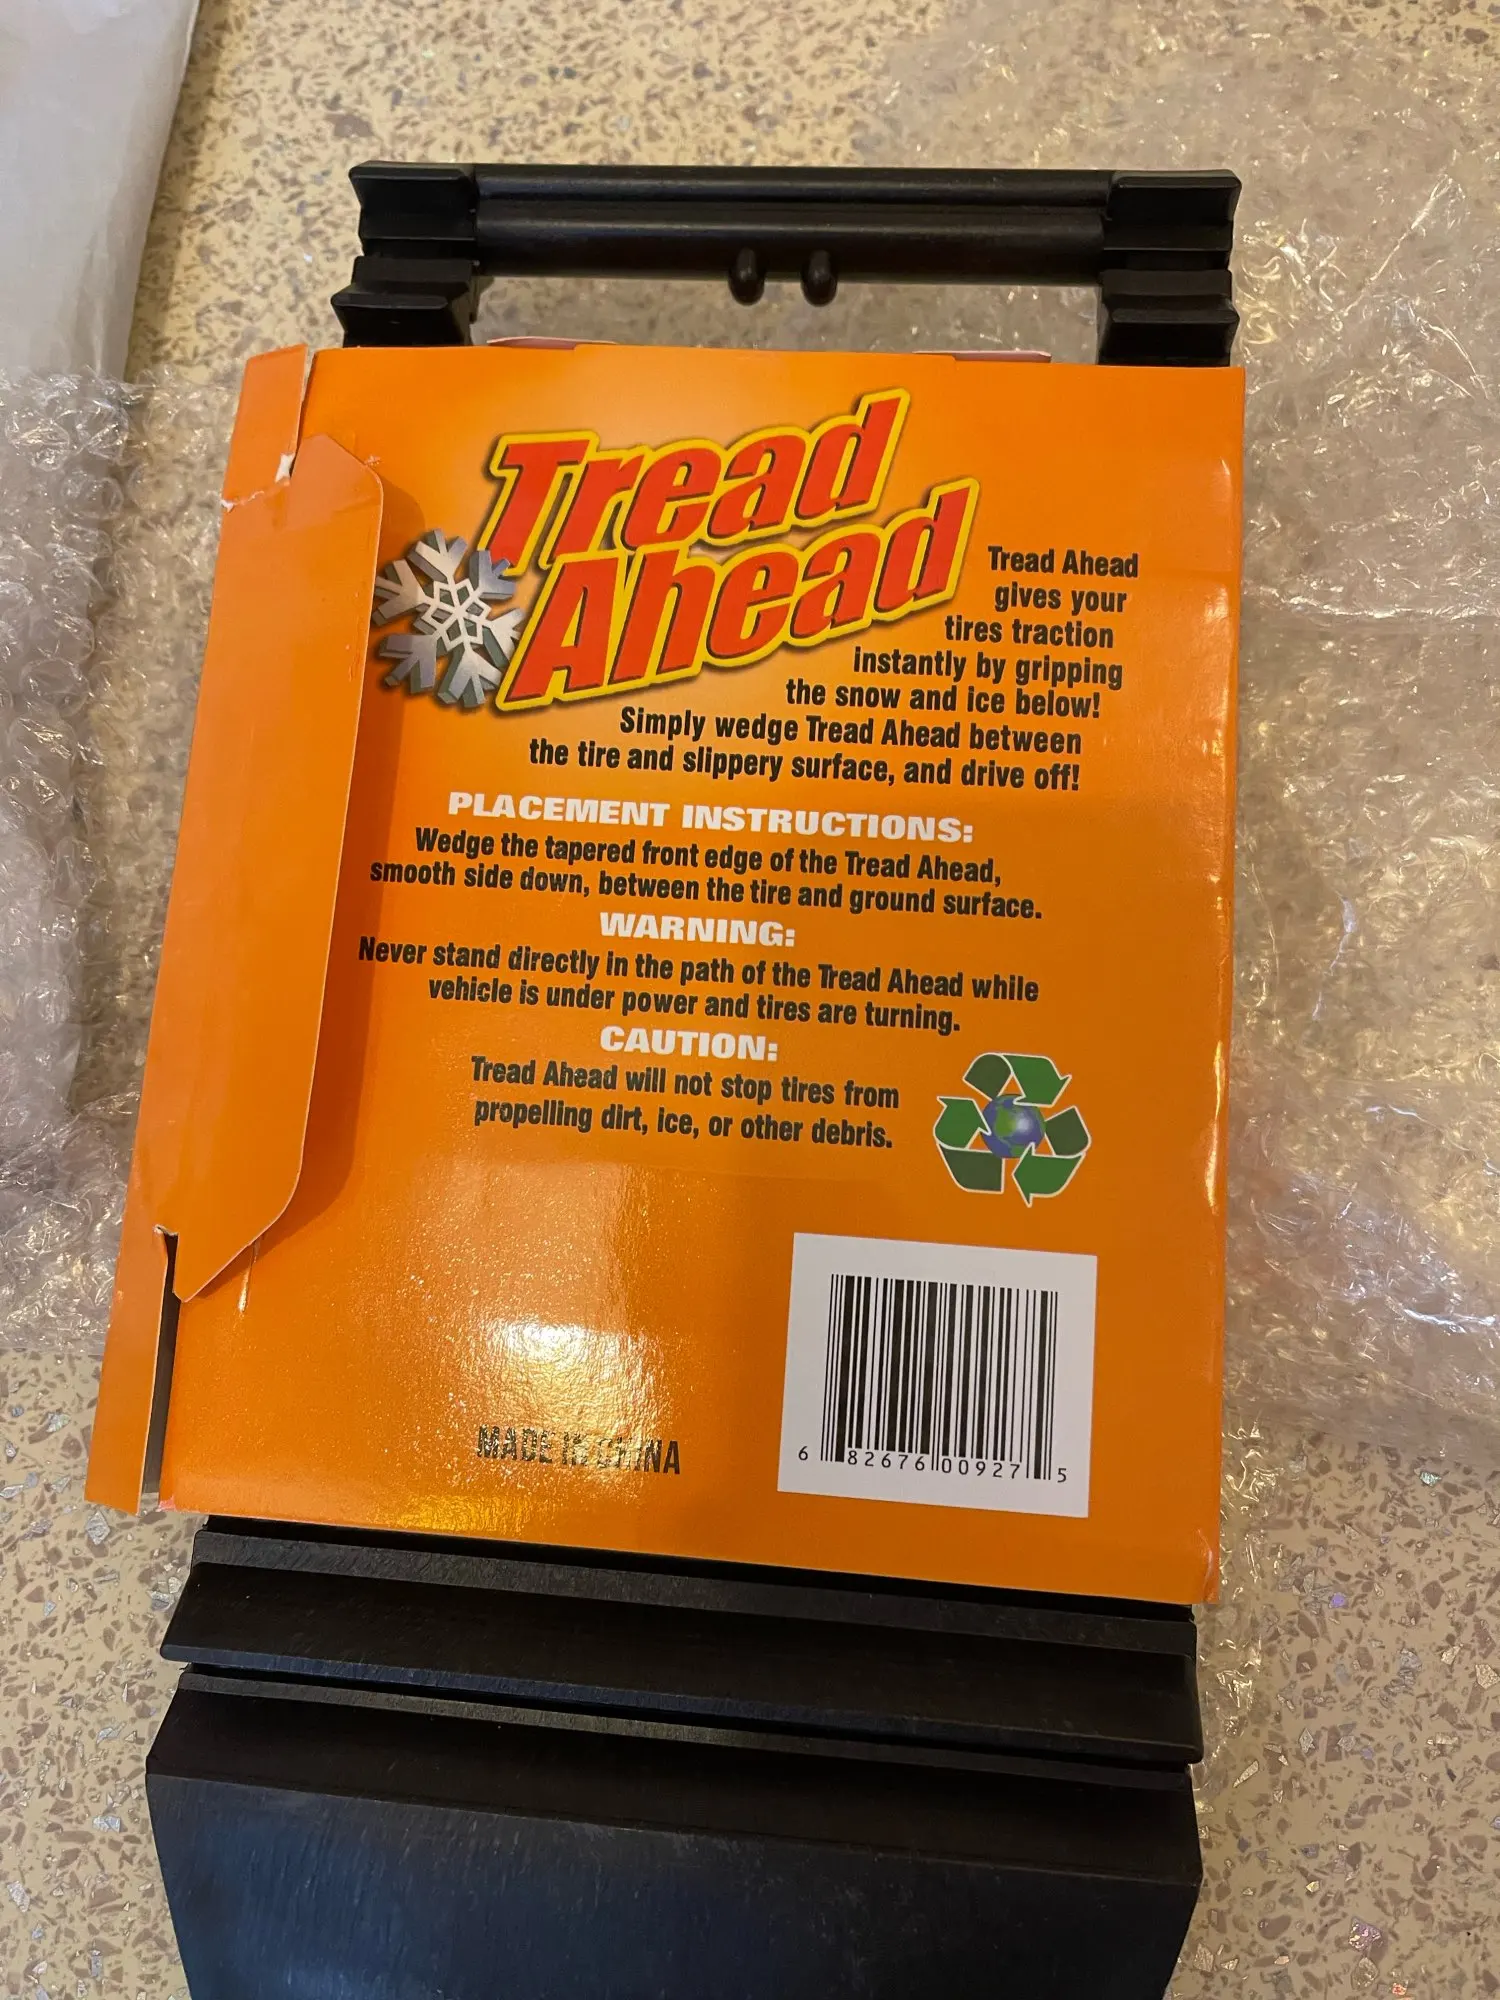 Tread
Ahead
Tread Ahead
gives your
tires traction
instantly by gripping
the snow and ice below!
Simply wedge Tread Ahead between
the tire and slippery surface, and drive off!
PLACEMENT INSTRUCTIONS:
Wedge the tapered front edge of the Tread Ahead,
smooth side down, between the tire and ground surface.
WARNING:
Never stand directly in the path of the Tread Ahead while
vehicle is under power and tires are turning.
CAUTION:
Tread Ahead will not stop tires from
propelling dirt, ice, or other debris.
MADE IN CHINA
6 82676 00927 5